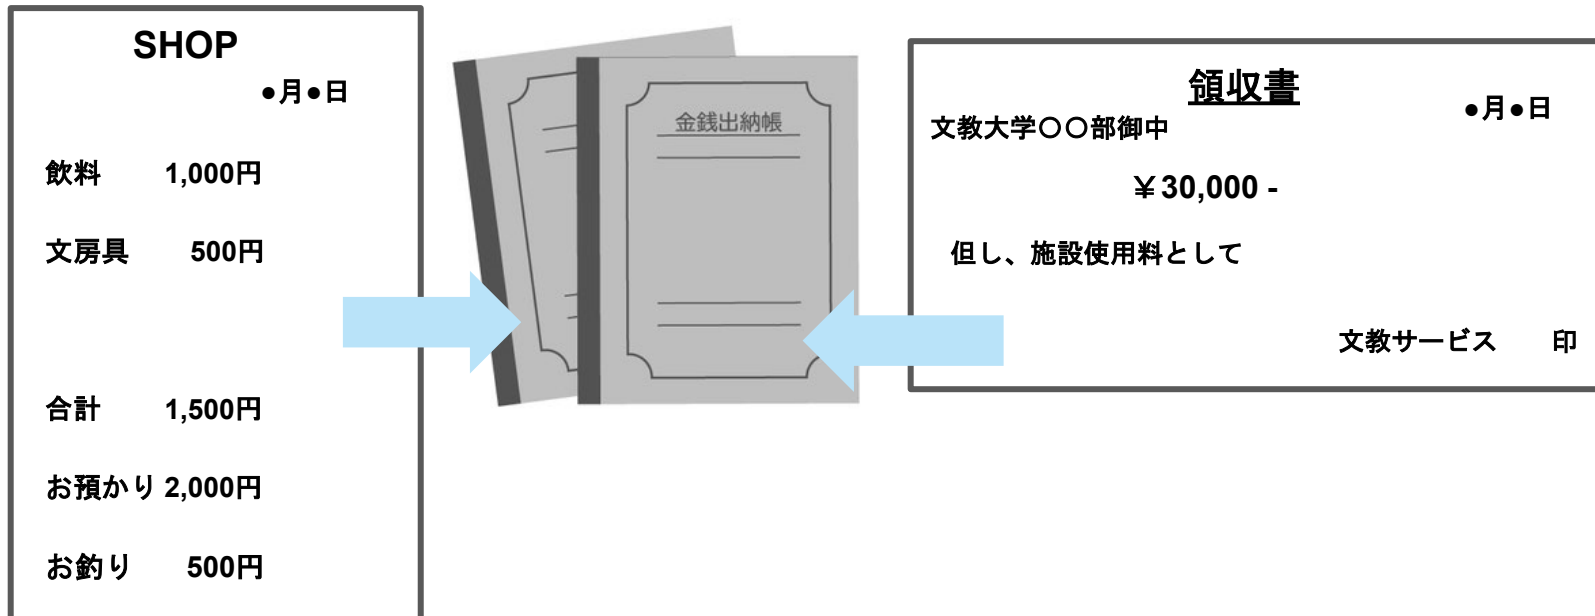 SHOP
●月●日
飲料 1,000円
文房具 500円
合計 1,500円
お預かり 2,000円
お釣り 500円
金銭出納帳
領収書
●月●日
文教大学〇〇部御中
￥30,000 -
但し、施設使用料として
文教サービス 印